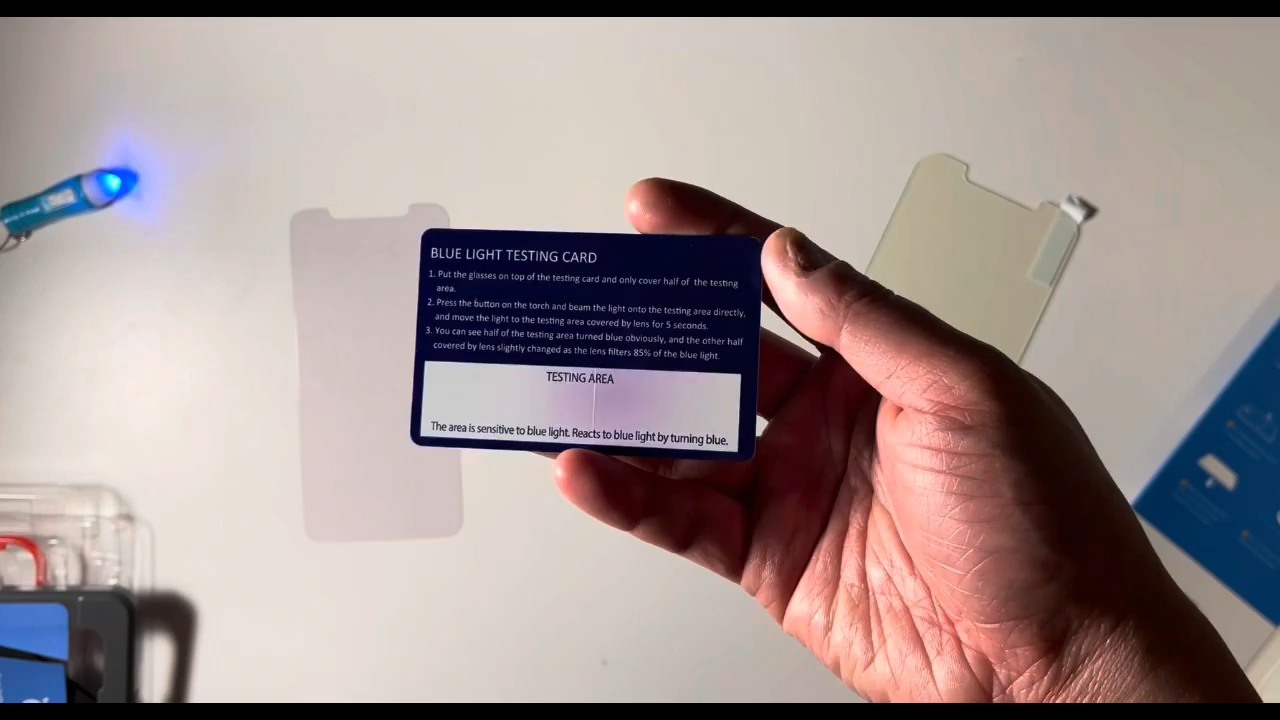 BLUE LIGHT TESTING CARD
1. Put the glasses on top of the testing card and only cover half of the testing
area.
2. Press the button on the torch and beam the light onto the testing area directly,
and move the light to the testing area covered by lens for 5 seconds.
3. You can see half of the testing area turned blue obviously, and the other half
covered by lens slightly changed as the lens filters 85% of the blue light.
TESTING AREA
The area is sensitive to blue light. Reacts to blue light by turning blue.